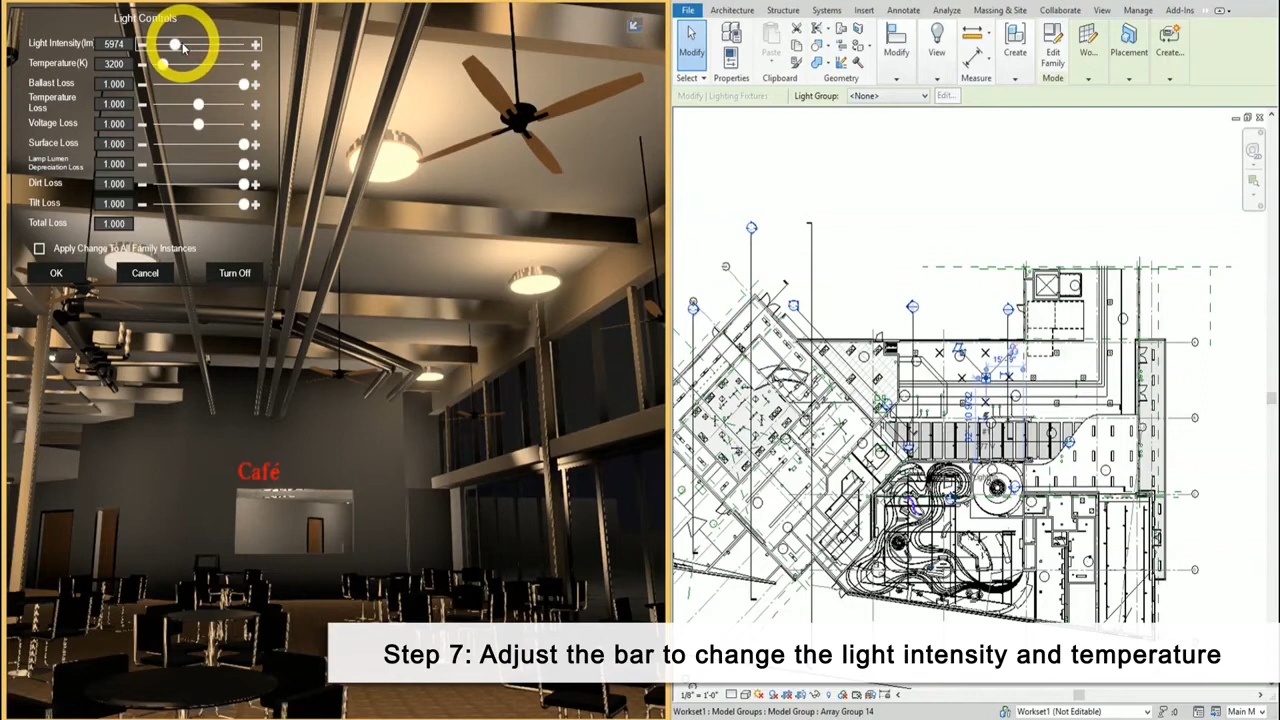 Light Controls
Light Intensity(lm 5974
Temperature(K) 3200
Ballast Loss 1.000
Temperature Loss 1.000
Voltage Loss 1.000
Surface Loss 1.000
Lamp Lumen Depreciation Loss 1.000
Dirt Loss 1.000
Tilt Loss 1.000
Total Loss 1.000
Apply Change To All Family Instances
OK Cancel Turn Off
Café
File Architecture Structure Systems Insert Annotate Analyze Massing & Site Collaborate View Manage Add-Ins
Modify Paste Modify View Create Edit Family Wo... Placement Create...
Select Properties Clipboard Geometry Measure Mode
Modify | Lighting Fixtures Light Group: <None> Edit...
Step 7: Adjust the bar to change the light intensity and temperature
1/8" = 1'-0"
Workset1 : Model Groups : Model Group : Array Group 14 :0 Workset1 (Not Editable) Main M